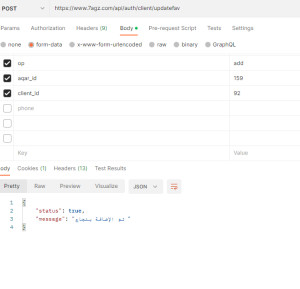 POST https://www.7agz.com/api/auth/client/updatefav
Params Authorization Headers (9) Body Pre-request Script Tests Settings
none form-data x-www-form-urlencoded raw binary GraphQL
op add
aqar_id 159
client_id 92
phone
Key Value
ody Cookies (1) Headers (13) Test Results
Pretty Raw Preview Visualize JSON
1 {
2 "status": true,
3 "message": "تم الإضافة بنجاح"
4 }